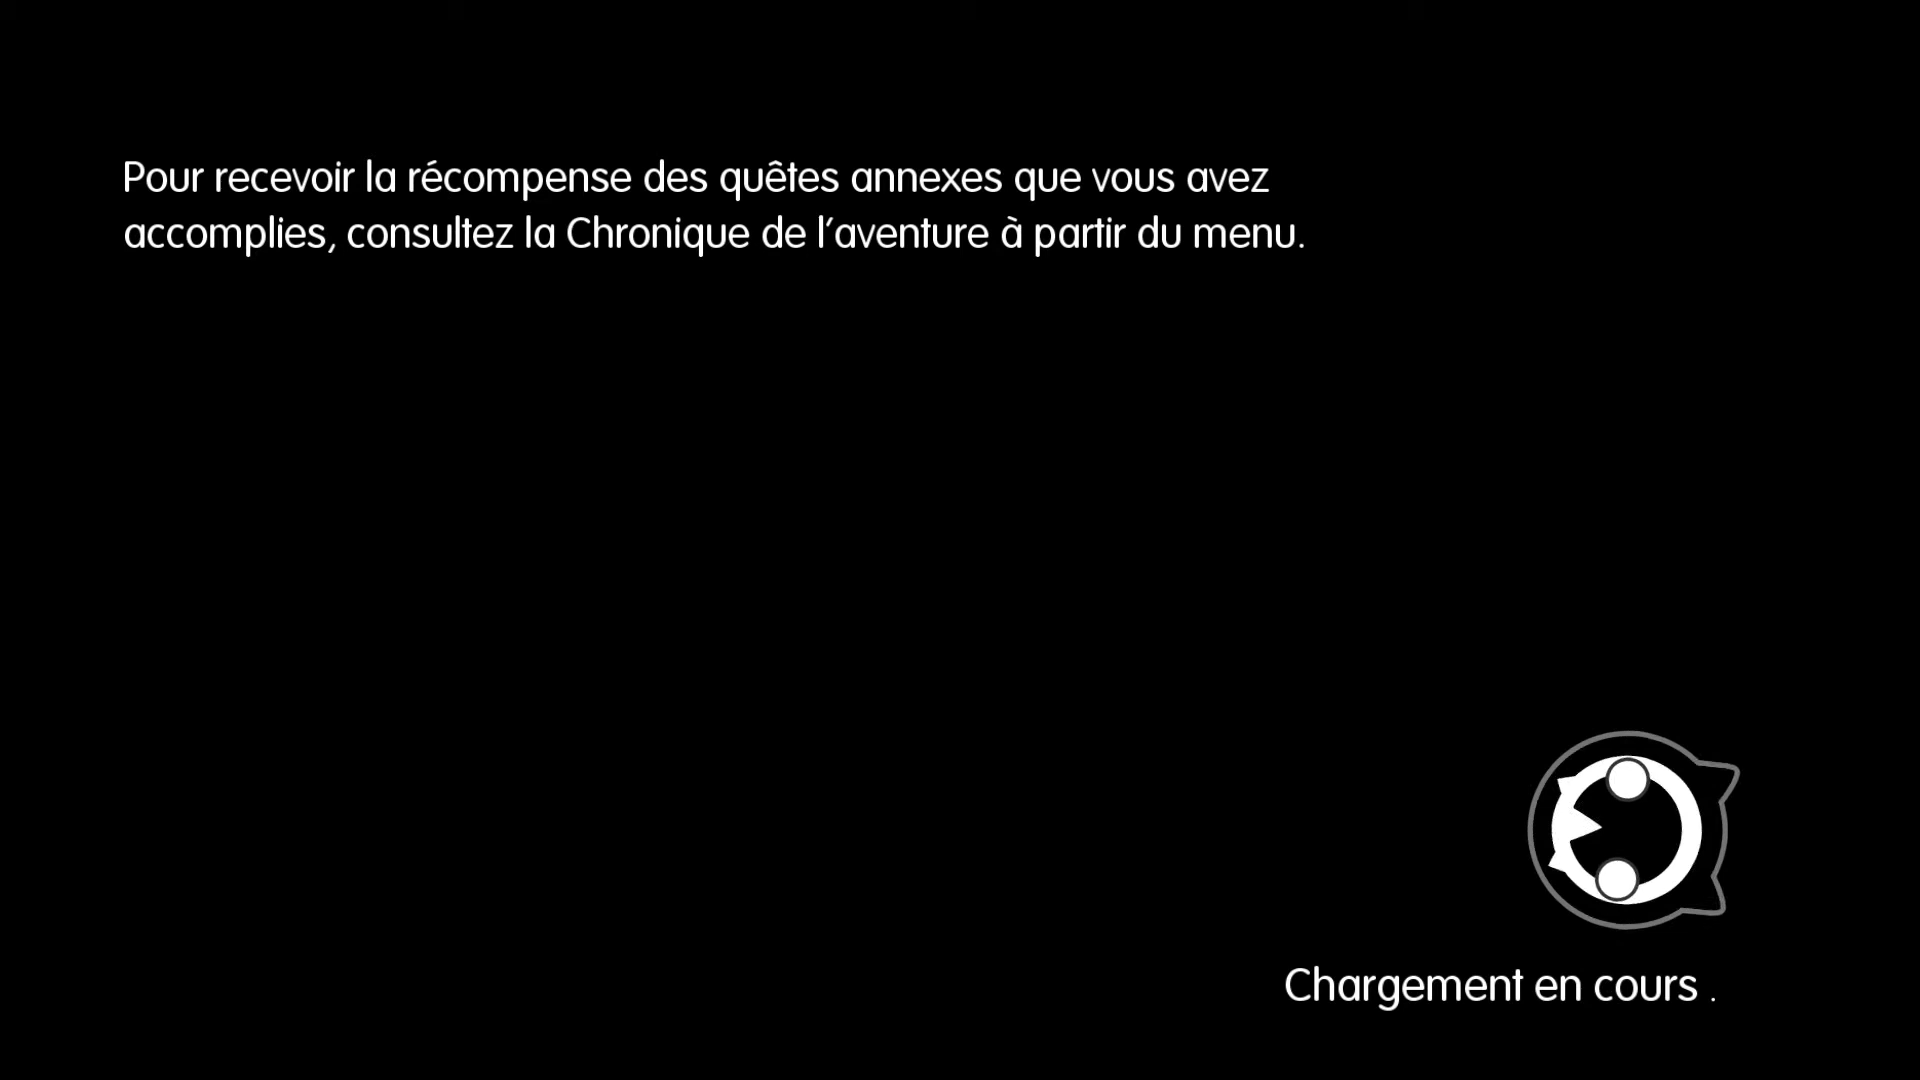 Pour recevoir la récompense des quêtes annexes que vous avez
accomplies, consultez la Chronique de l'aventure à partir du menu.
Chargement en cours .